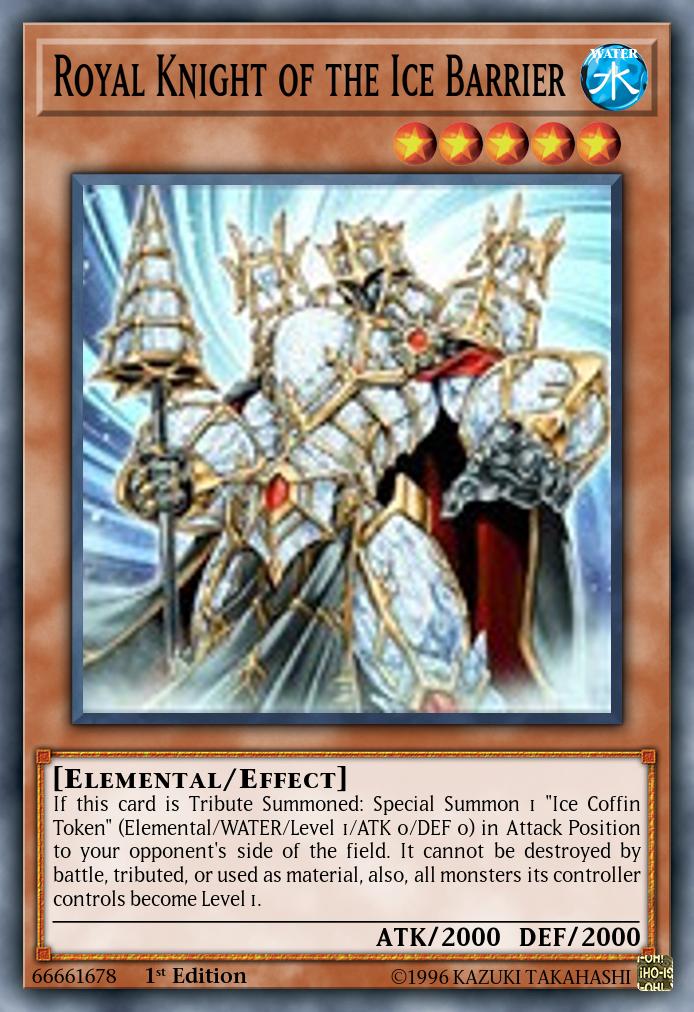 ROYAL KNIGHT OF THE ICE BARRIER
WATER
水
[ELEMENTAL/EFFECT]
If this card is Tribute Summoned: Special Summon 1 "Ice Coffin
Token" (Elemental/WATER/Level 1/ATK 0/DEF 0) in Attack Position
to your opponent's side of the field. It cannot be destroyed by
battle, tributed, or used as material, also, all monsters its controller
controls become Level 1.
ATK/2000 DEF/2000
66661678 1st Edition ©1996 KAZUKI TAKAHASHI